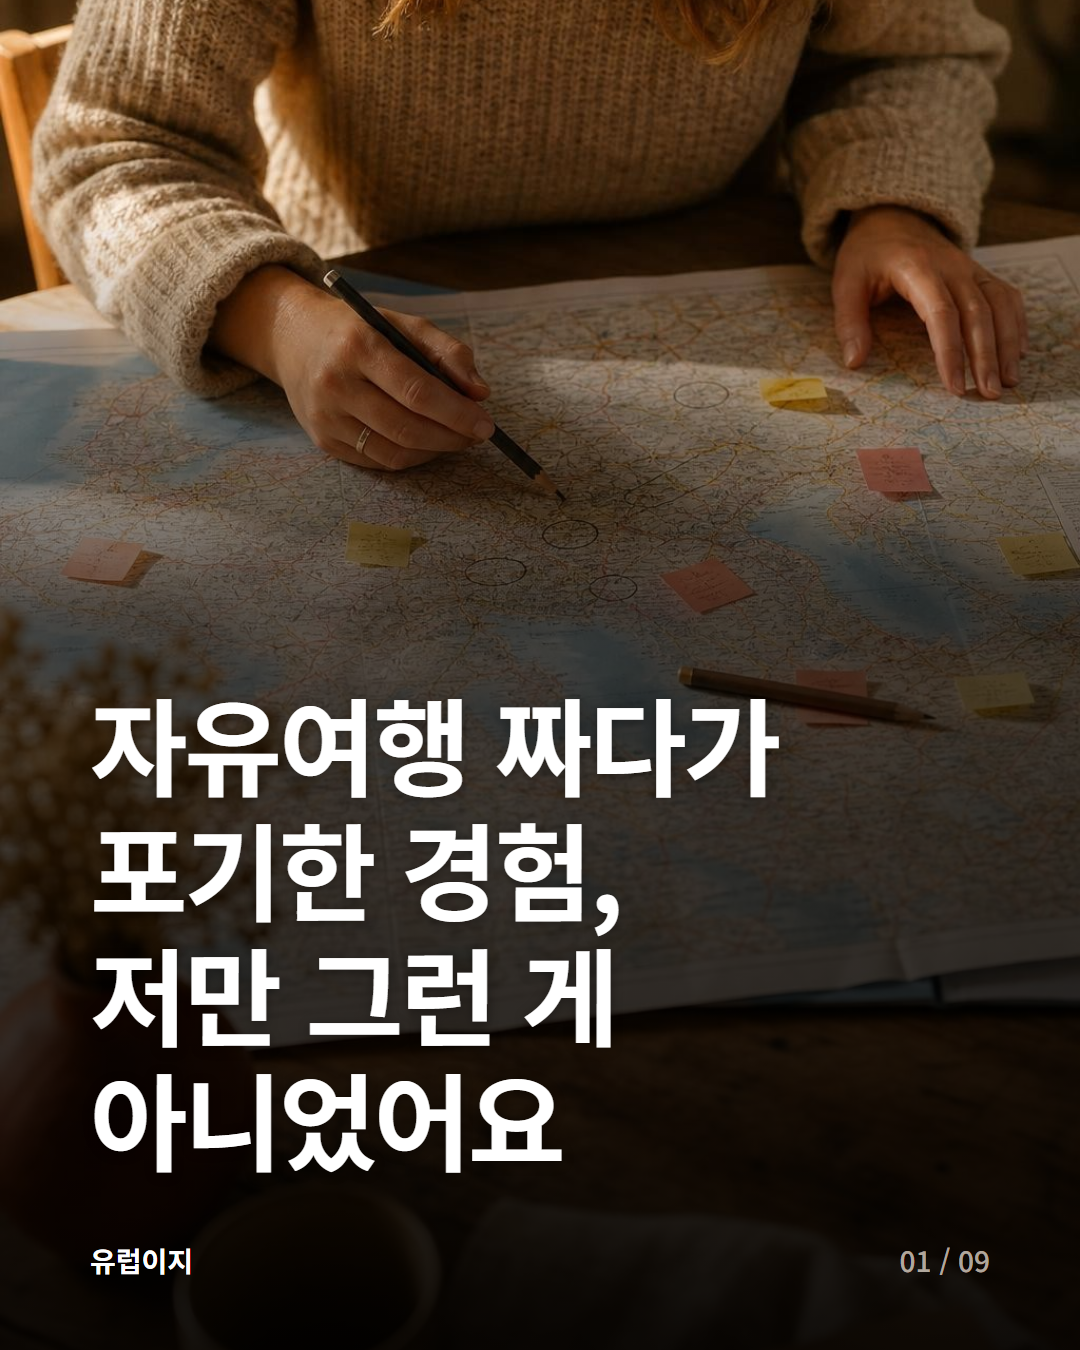 자유여행 짜다가
포기한 경험,
저만 그런 게
아니었어요
유럽이지
01 / 09